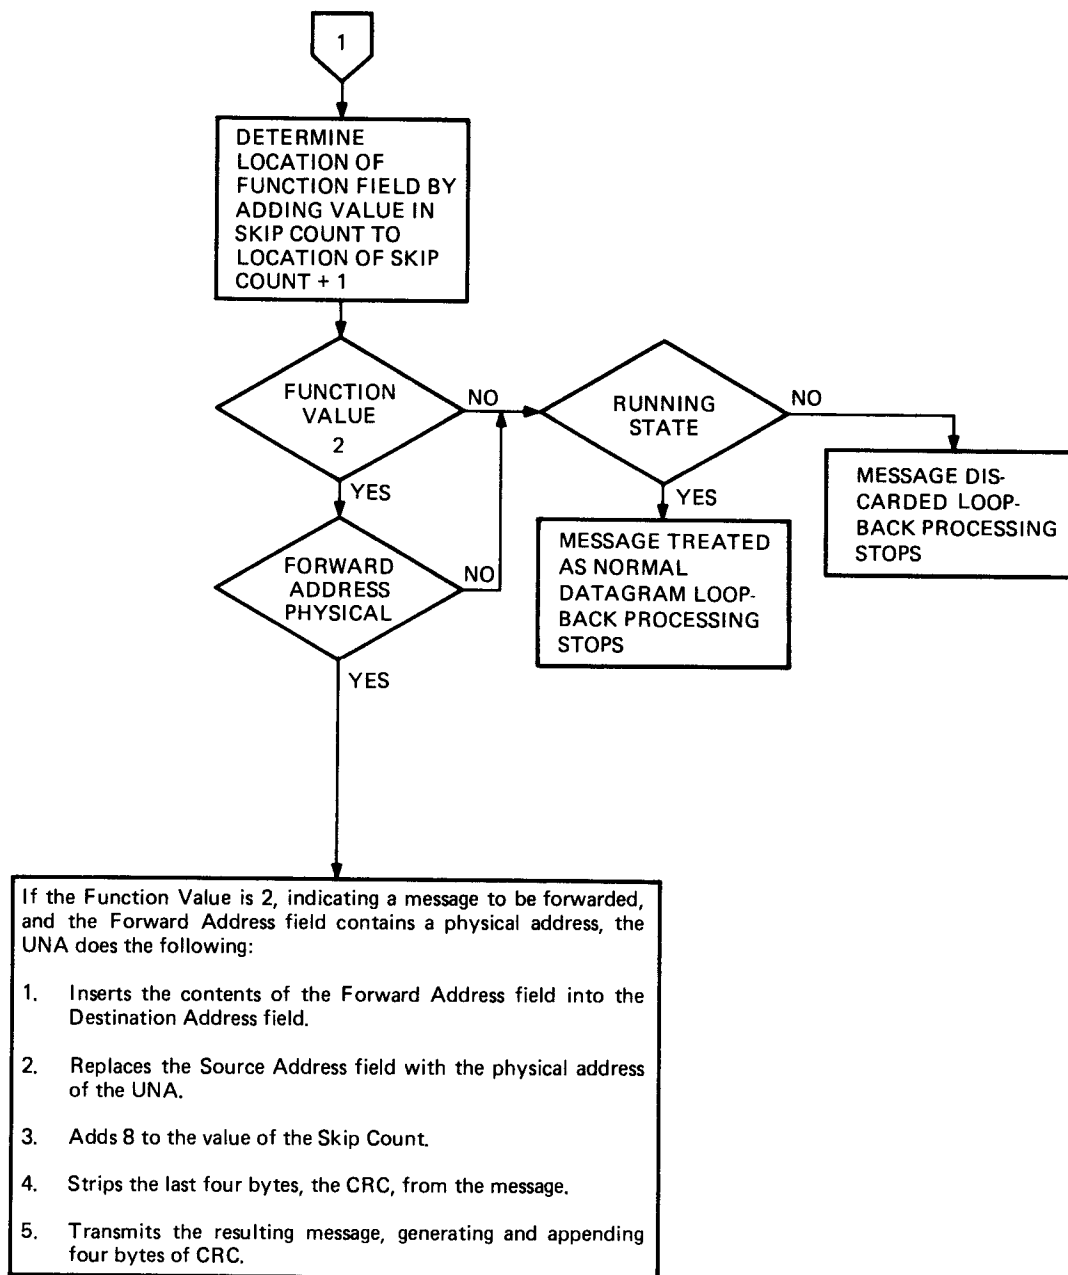 1
DETERMINE
LOCATION OF
FUNCTION FIELD BY
ADDING VALUE IN
SKIP COUNT TO
LOCATION OF SKIP
COUNT + 1
FUNCTION
VALUE
2
NO
YES
RUNNING
STATE
NO
YES
MESSAGE DIS-
CARDED LOOP-
BACK PROCESSING
STOPS
MESSAGE TREATED
AS NORMAL
DATAGRAM LOOP-
BACK PROCESSING
STOPS
FORWARD
ADDRESS
PHYSICAL
NO
YES
If the Function Value is 2, indicating a message to be forwarded,
and the Forward Address field contains a physical address, the
UNA does the following:
1. Inserts the contents of the Forward Address field into the
Destination Address field.
2. Replaces the Source Address field with the physical address
of the UNA.
3. Adds 8 to the value of the Skip Count.
4. Strips the last four bytes, the CRC, from the message.
5. Transmits the resulting message, generating and appending
four bytes of CRC.